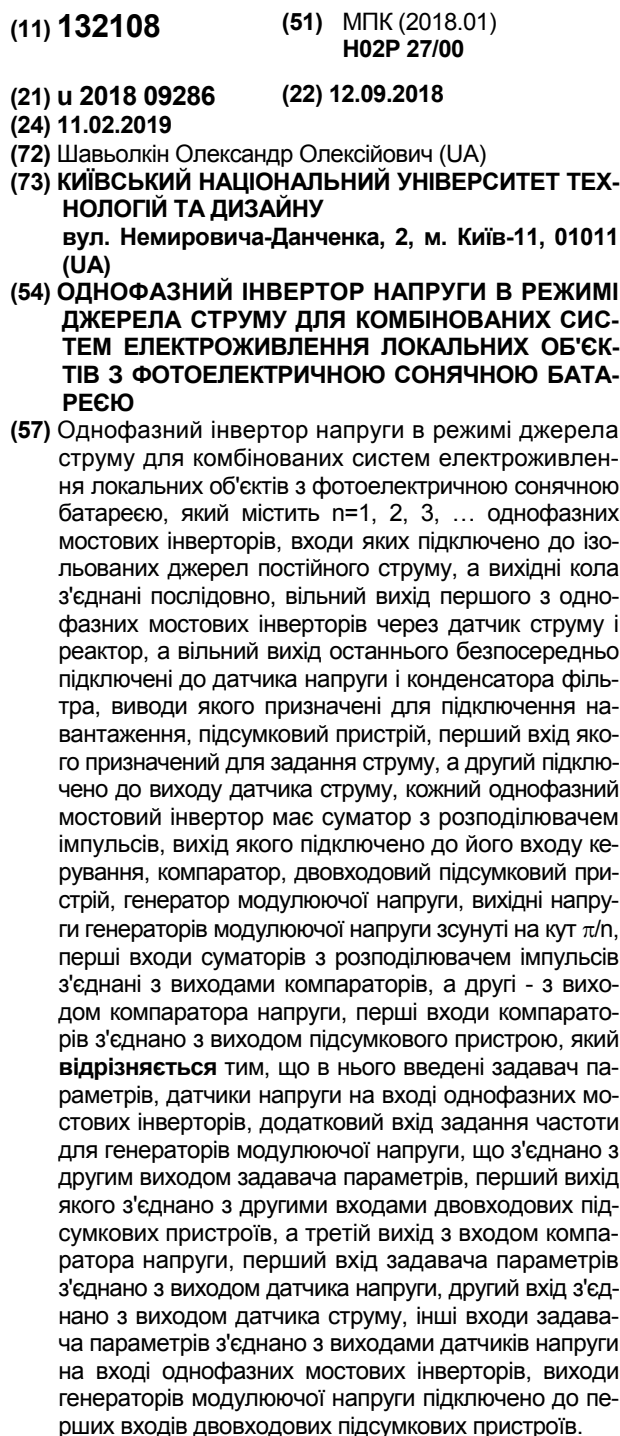 (11) 132108 (51) МПК (2018.01)
H02P 27/00
(21) u 2018 09286 (22) 12.09.2018
(24) 11.02.2019
(72) Шавьолкін Олександр Олексійович (UA)
(73) КИЇВСЬКИЙ НАЦІОНАЛЬНИЙ УНІВЕРСИТЕТ ТЕХ-
НОЛОГІЙ ТА ДИЗАЙНУ
вул. Немировича-Данченка, 2, м. Київ-11, 01011
(UA)
(54) ОДНОФАЗНИЙ ІНВЕРТОР НАПРУГИ В РЕЖИМІ
ДЖЕРЕЛА СТРУМУ ДЛЯ КОМБІНОВАНИХ СИС-
ТЕМ ЕЛЕКТРОЖИВЛЕННЯ ЛОКАЛЬНИХ ОБ'ЄК-
ТІВ З ФОТОЕЛЕКТРИЧНОЮ СОНЯЧНОЮ БАТА-
РЕЄЮ
(57) Однофазний інвертор напруги в режимі джерела
струму для комбінованих систем електроживлен-
ня локальних об'єктів з фотоелектричною сонячною
батареєю, який містить n=1, 2, 3, … однофазних
мостових інверторів, входи яких підключено до ізо-
льованих джерел постійного струму, а вихідні кола
з'єднані послідовно, вільний вихід першого з одно-
фазних мостових інверторів через датчик струму і
реактор, а вільний вихід останнього безпосередньо
підключені до датчика напруги і конденсатора філь-
тра, виводи якого призначені для підключення на-
вантаження, підсумковий пристрій, перший вхід яко-
го призначений для задання струму, а другий підклю-
чено до виходу датчика струму, кожний однофазний
мостовий інвертор має суматор з розподілювачем
імпульсів, вихід якого підключено до його входу ке-
рування, компаратор, двовходовий підсумковий при-
стрій, генератор модулюючої напруги, вихідні напру-
ги генераторів модулюючої напруги зсунуті на кут π/n,
перші входи суматорів з розподілювачем імпульсів
з'єднані з виходами компараторів, а другі - з вихо-
дом компаратора напруги, перші входи компарато-
рів з'єднано з виходом підсумкового пристрою, який
відрізняється тим, що в нього введені задавач па-
раметрів, датчики напруги на вході однофазних мо-
стових інверторів, додатковий вхід задання частоти
для генераторів модулюючої напруги, що з'єднано з
другим виходом задавача параметрів, перший вихід
якого з'єднано з другими входами двовходових під-
сумкових пристроїв, а третій вихід з входом компа-
ратора напруги, перший вхід задавача параметрів
з'єднано з виходом датчика напруги, другий вхід з'єд-
нано з виходом датчика струму, інші входи задава-
ча параметрів з'єднано з виходами датчиків напруги
на вході однофазних мостових інверторів, виходи
генераторів модулюючої напруги підключено до пе-
рших входів двовходових підсумкових пристроїв.